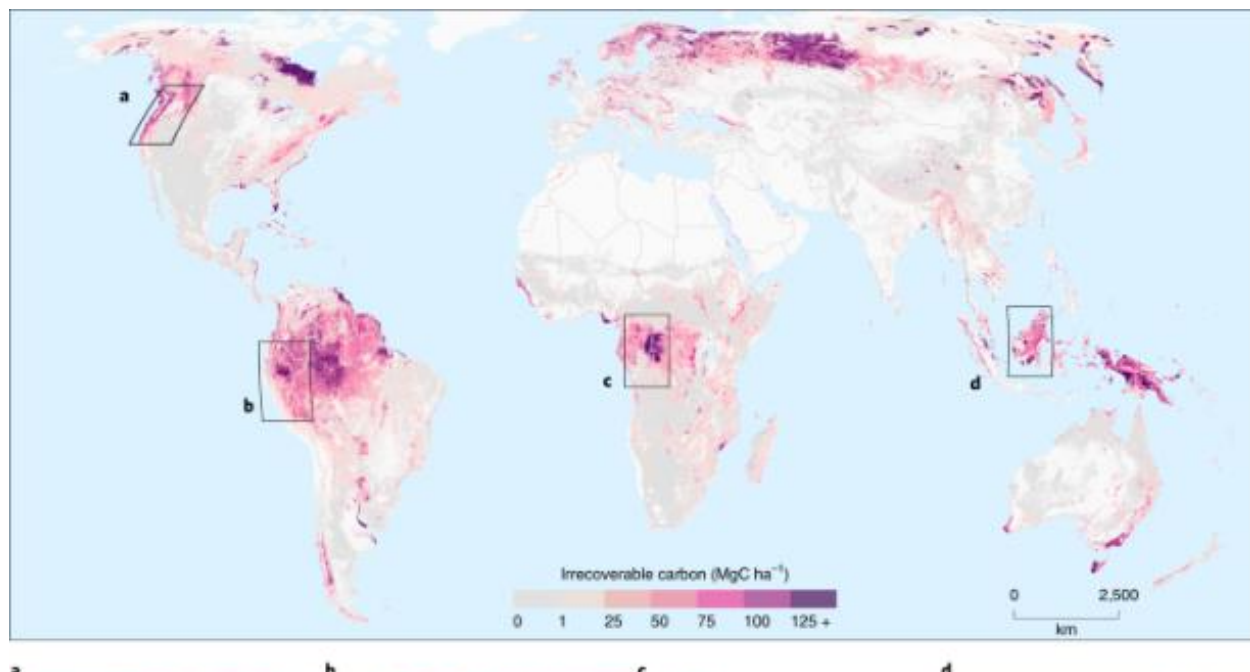 a
b
c
d
Irrecoverable carbon (MgC ha⁻¹)
0 1 25 50 75 100 125 +
0 2,500
km
a b c d